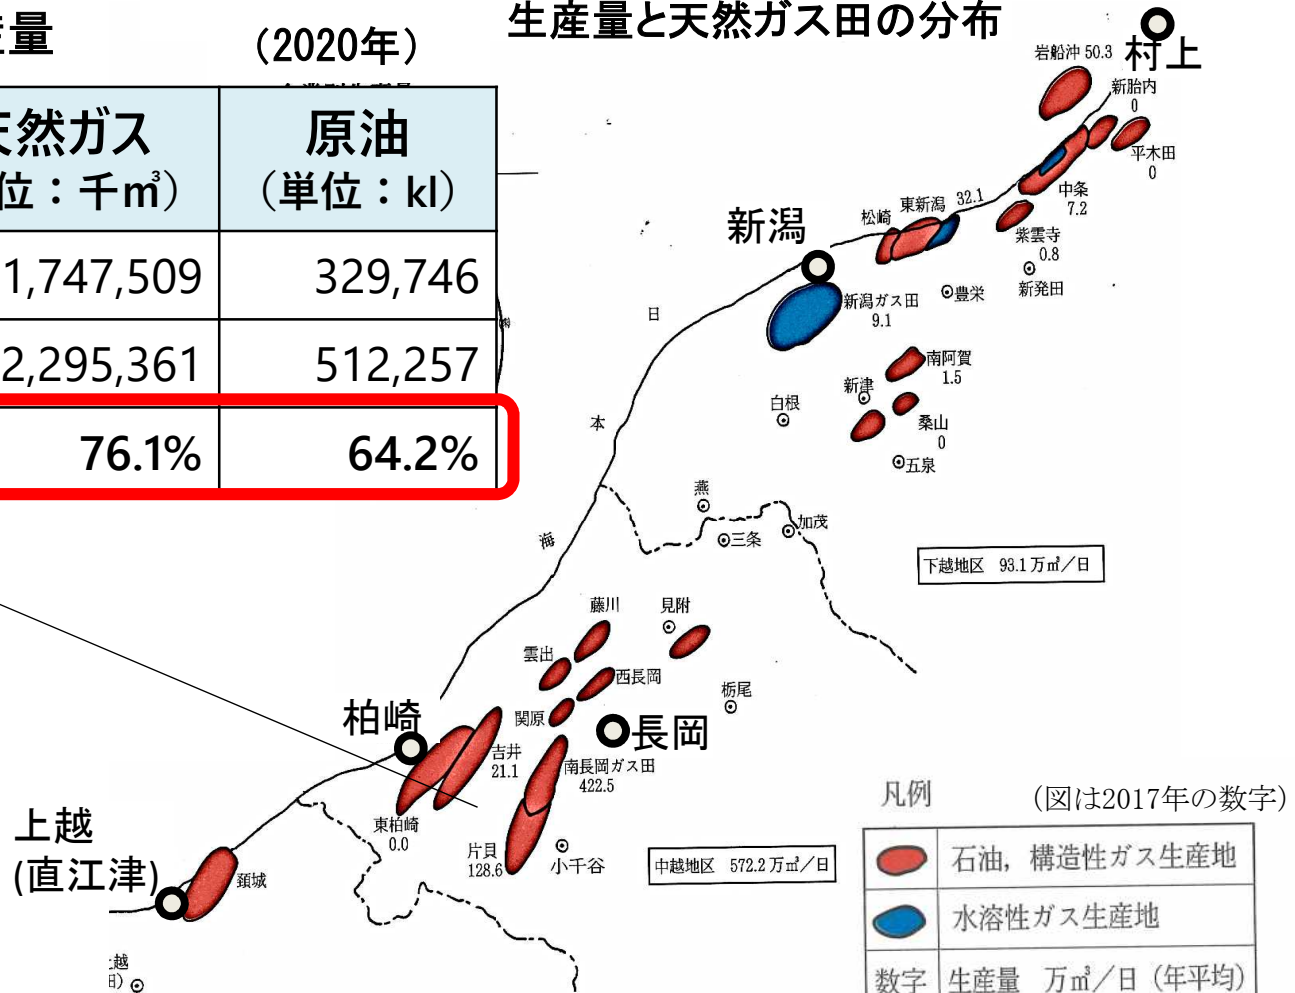 産量
(2020年)
生産量と天然ガス田の分布
天然ガス
原油
位：千㎥）
（単位：kl）
1,747,509
329,746
2,295,361
512,257
76.1%
64.2%
村上
岩船沖 50.3
新胎内
0
平木田
0
中条
7.2
紫雲寺
0.8
新発田
松崎
東新潟 32.1
新潟
新潟ガス田
9.1
豊栄
南阿賀
1.5
新津
白根
桑山
0
五泉
日
本
海
燕
三条
加茂
下越地区 93.1万㎥／日
藤川
見附
雲出
西長岡
栃尾
関原
長岡
柏崎
吉井
21.1
南長岡ガス田
422.5
東柏崎
0.0
片貝
128.6
小千谷
中越地区 572.2万㎥／日
上越
(直江津)
頚城
越
凡例
（図は2017年の数字）
石油，構造性ガス生産地
水溶性ガス生産地
数字 生産量 万㎥／日（年平均）